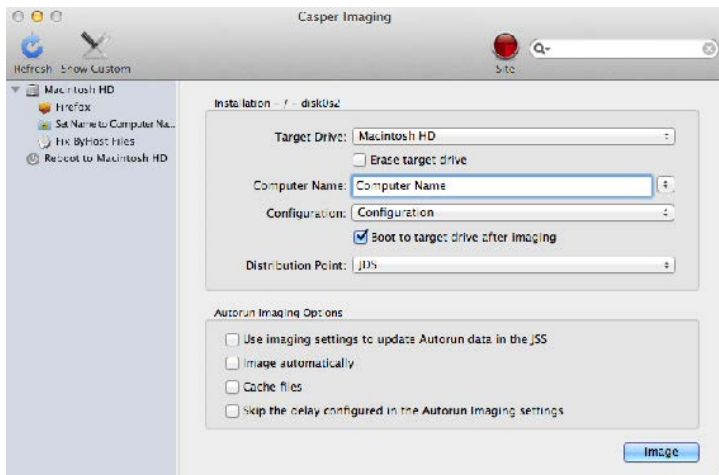 Casper Imaging
Refresh Show Custom
Site
Macintosh HD
Firefox
Set Name to Computer Na...
Fix ByHost Files
Reboot to Macintosh HD
Installation - / - disk0s2
Target Drive: Macintosh HD
Erase target drive
Computer Name: Computer Name
Configuration: Configuration
Boot to target drive after imaging
Distribution Point: JDS
Autorun Imaging Options
Use imaging settings to update Autorun data in the JSS
Image automatically
Cache files
Skip the delay configured in the Autorun Imaging settings
Image